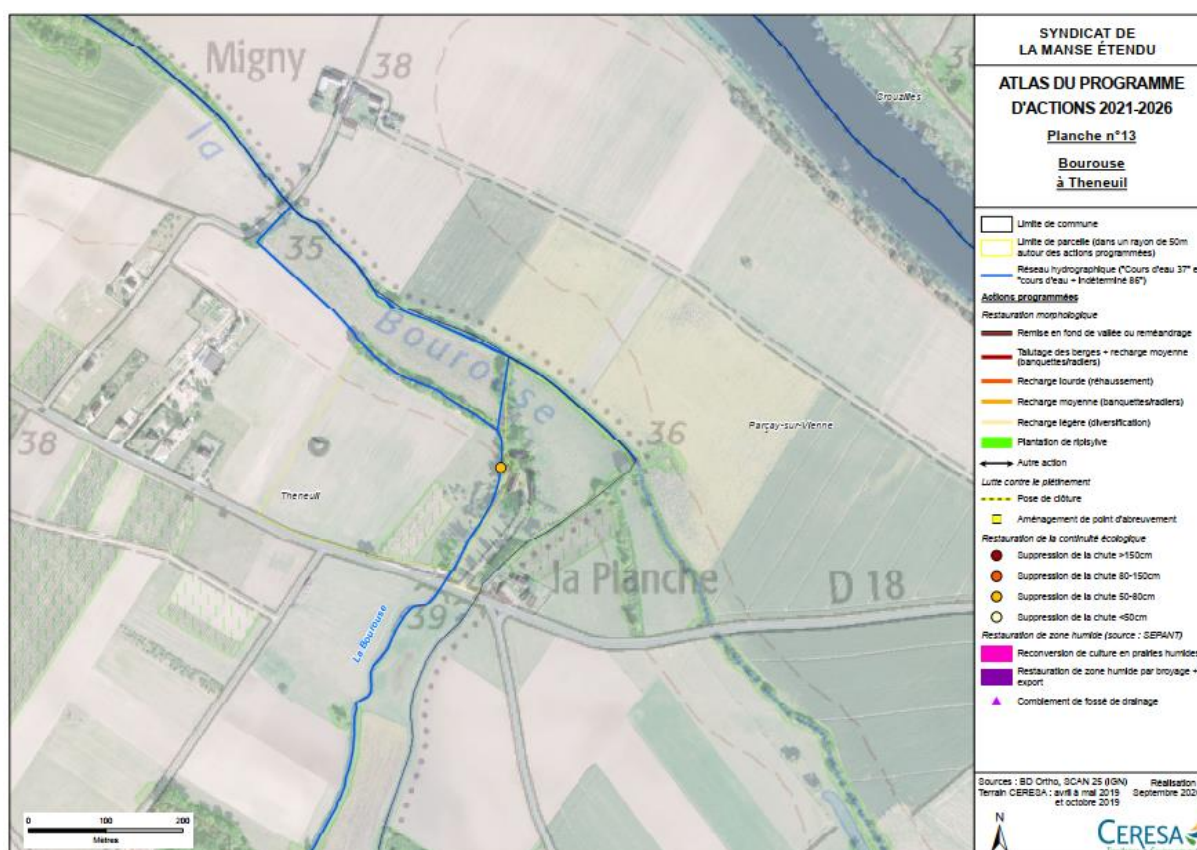 Migny
38
la
35
Bourouse
36
38
Theneuil
Parçay-sur-Vienne
Crouzilles
la Planche
D 18
39
La Bourouse
0 100 200
Mètres
SYNDICAT DE
LA MANSE ÉTENDU
ATLAS DU PROGRAMME
D'ACTIONS 2021-2026
Planche n°13
Bourouse
à Theneuil
Limite de commune
Limite de parcelle (dans un rayon de 50m
autour des actions programmées)
Réseau hydrographique ("Cours d'eau 37" e
"cours d'eau + Indéterminé 86")
Actions programmées
Restauration morphologique
Remise en fond de vallée ou reméandrage
Talutage des berges + recharge moyenne
(banquettes/radiers)
Recharge lourde (réhaussement)
Recharge moyenne (banquettes/radiers)
Recharge légère (diversification)
Plantation de ripisylve
Autre action
Lutte contre le piétinement
Pose de clôture
Aménagement de point d'abreuvement
Restauration de la continuité écologique
Suppression de la chute >150cm
Suppression de la chute 80-150cm
Suppression de la chute 50-80cm
Suppression de la chute <50cm
Restauration de zone humide (source : SEPANT)
Reconversion de culture en prairies humides
Restauration de zone humide par broyage +
export
Comblement de fossé de drainage
Sources : BD Ortho, SCAN 25 (IGN) Réalisation
Terrain CERESA : avril à mai 2019 Septembre 202
et octobre 2019
N
CERESA